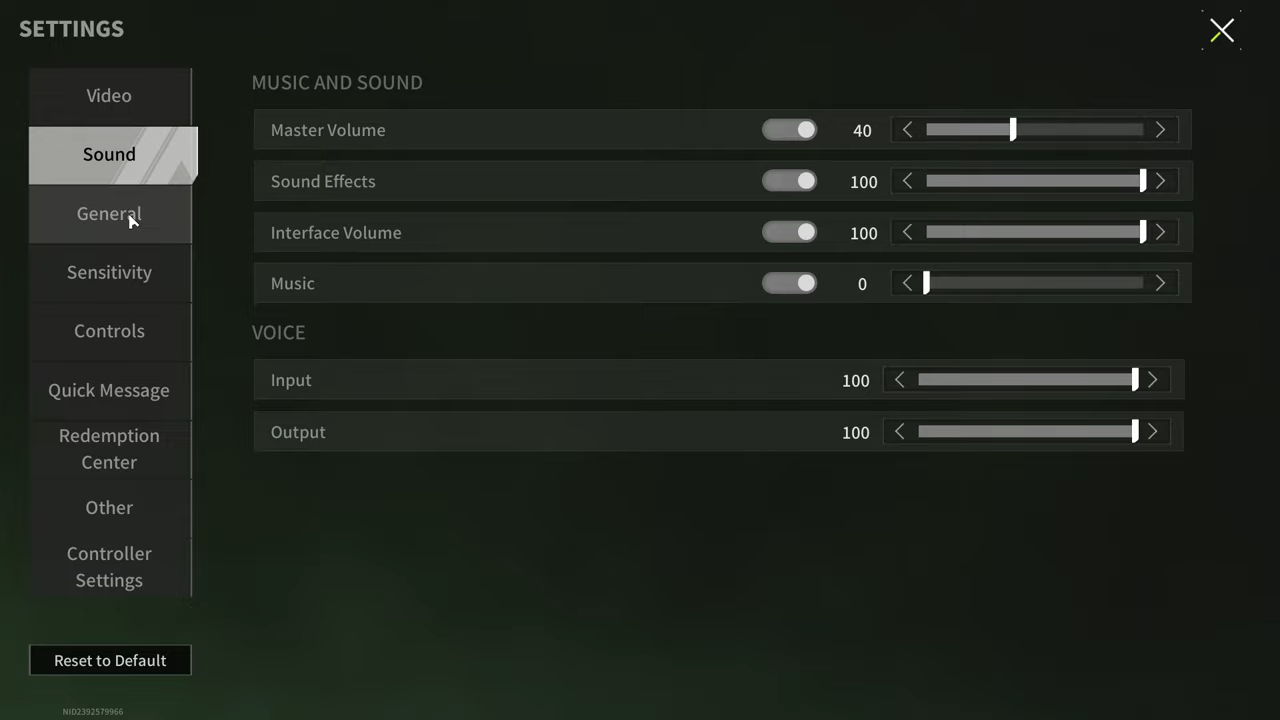 SETTINGS
Video
Sound
General
Sensitivity
Controls
Quick Message
Redemption
Center
Other
Controller
Settings
Reset to Default
NID2392579966
MUSIC AND SOUND
Master Volume 40
Sound Effects 100
Interface Volume 100
Music 0
VOICE
Input 100
Output 100